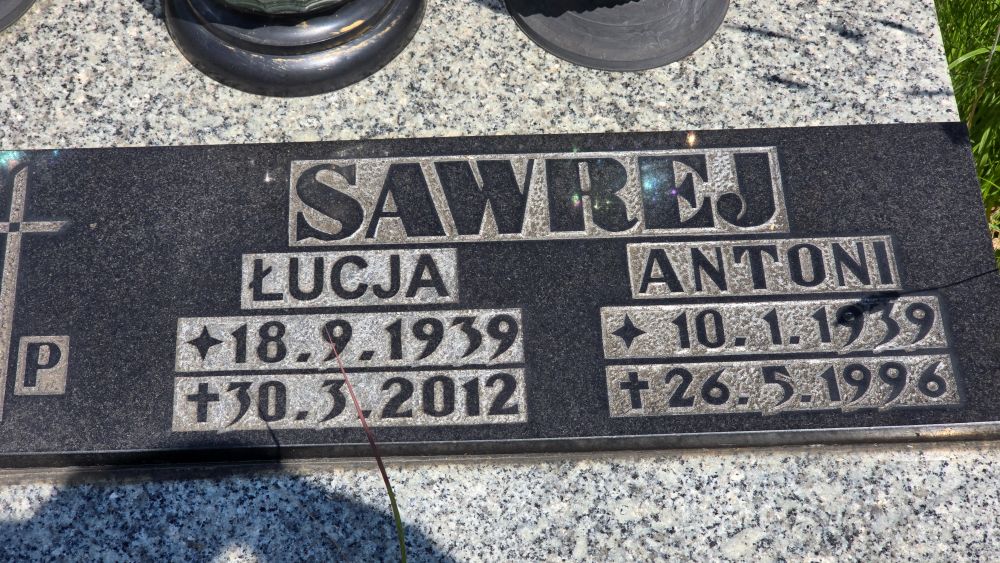 SAWREJ
ŁUCJA ANTONI
18.9.1939 10.1.1939
P †30.3.2012 †26.5.1996